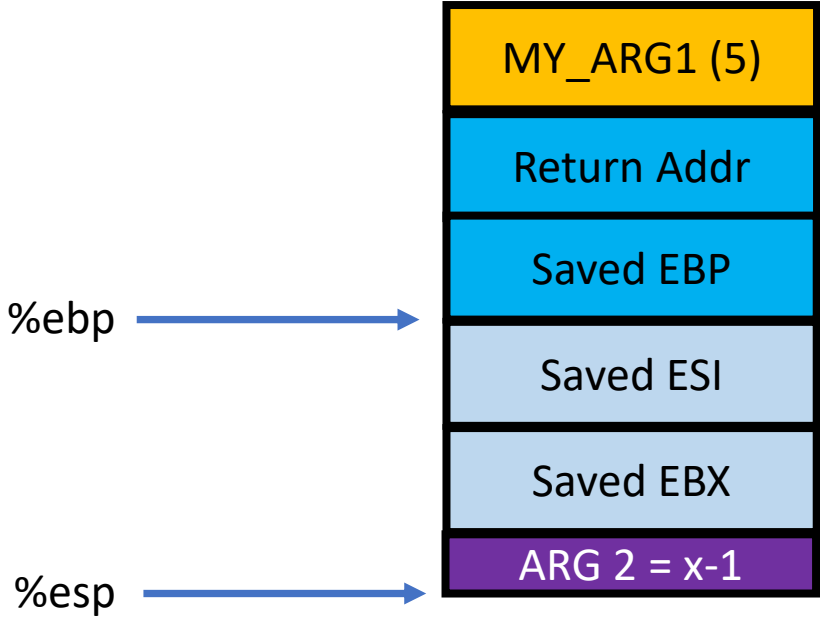 MY_ARG1 (5)
Return Addr
Saved EBP
%ebp
Saved ESI
Saved EBX
ARG 2 = x-1
%esp